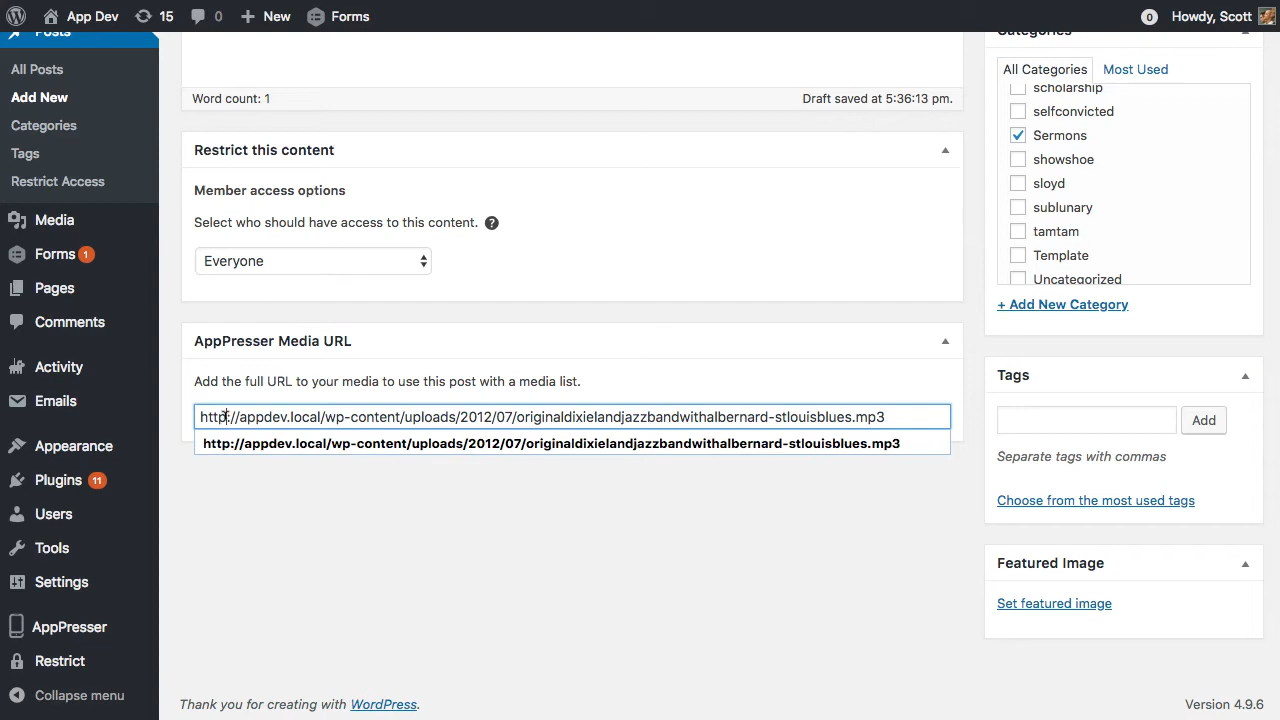 App Dev
15
0
New
Forms
0
Howdy, Scott
Posts
All Posts
Add New
Categories
Tags
Restrict Access
Media
Forms 1
Pages
Comments
Activity
Emails
Appearance
Plugins 11
Users
Tools
Settings
AppPresser
Restrict
Collapse menu
Word count: 1
Draft saved at 5:36:13 pm.
Restrict this content
Member access options
Select who should have access to this content. ?
Everyone
AppPresser Media URL
Add the full URL to your media to use this post with a media list.
http://appdev.local/wp-content/uploads/2012/07/originaldixielandjazzbandwithalbernard-stlouisblues.mp3
http://appdev.local/wp-content/uploads/2012/07/originaldixielandjazzbandwithalbernard-stlouisblues.mp3
Categories
All Categories
Most Used
scholarship
selfconvicted
Sermons
showshoe
sloyd
sublunary
tamtam
Template
Uncategorized
+ Add New Category
Tags
Add
Separate tags with commas
Choose from the most used tags
Featured Image
Set featured image
Thank you for creating with WordPress.
Version 4.9.6